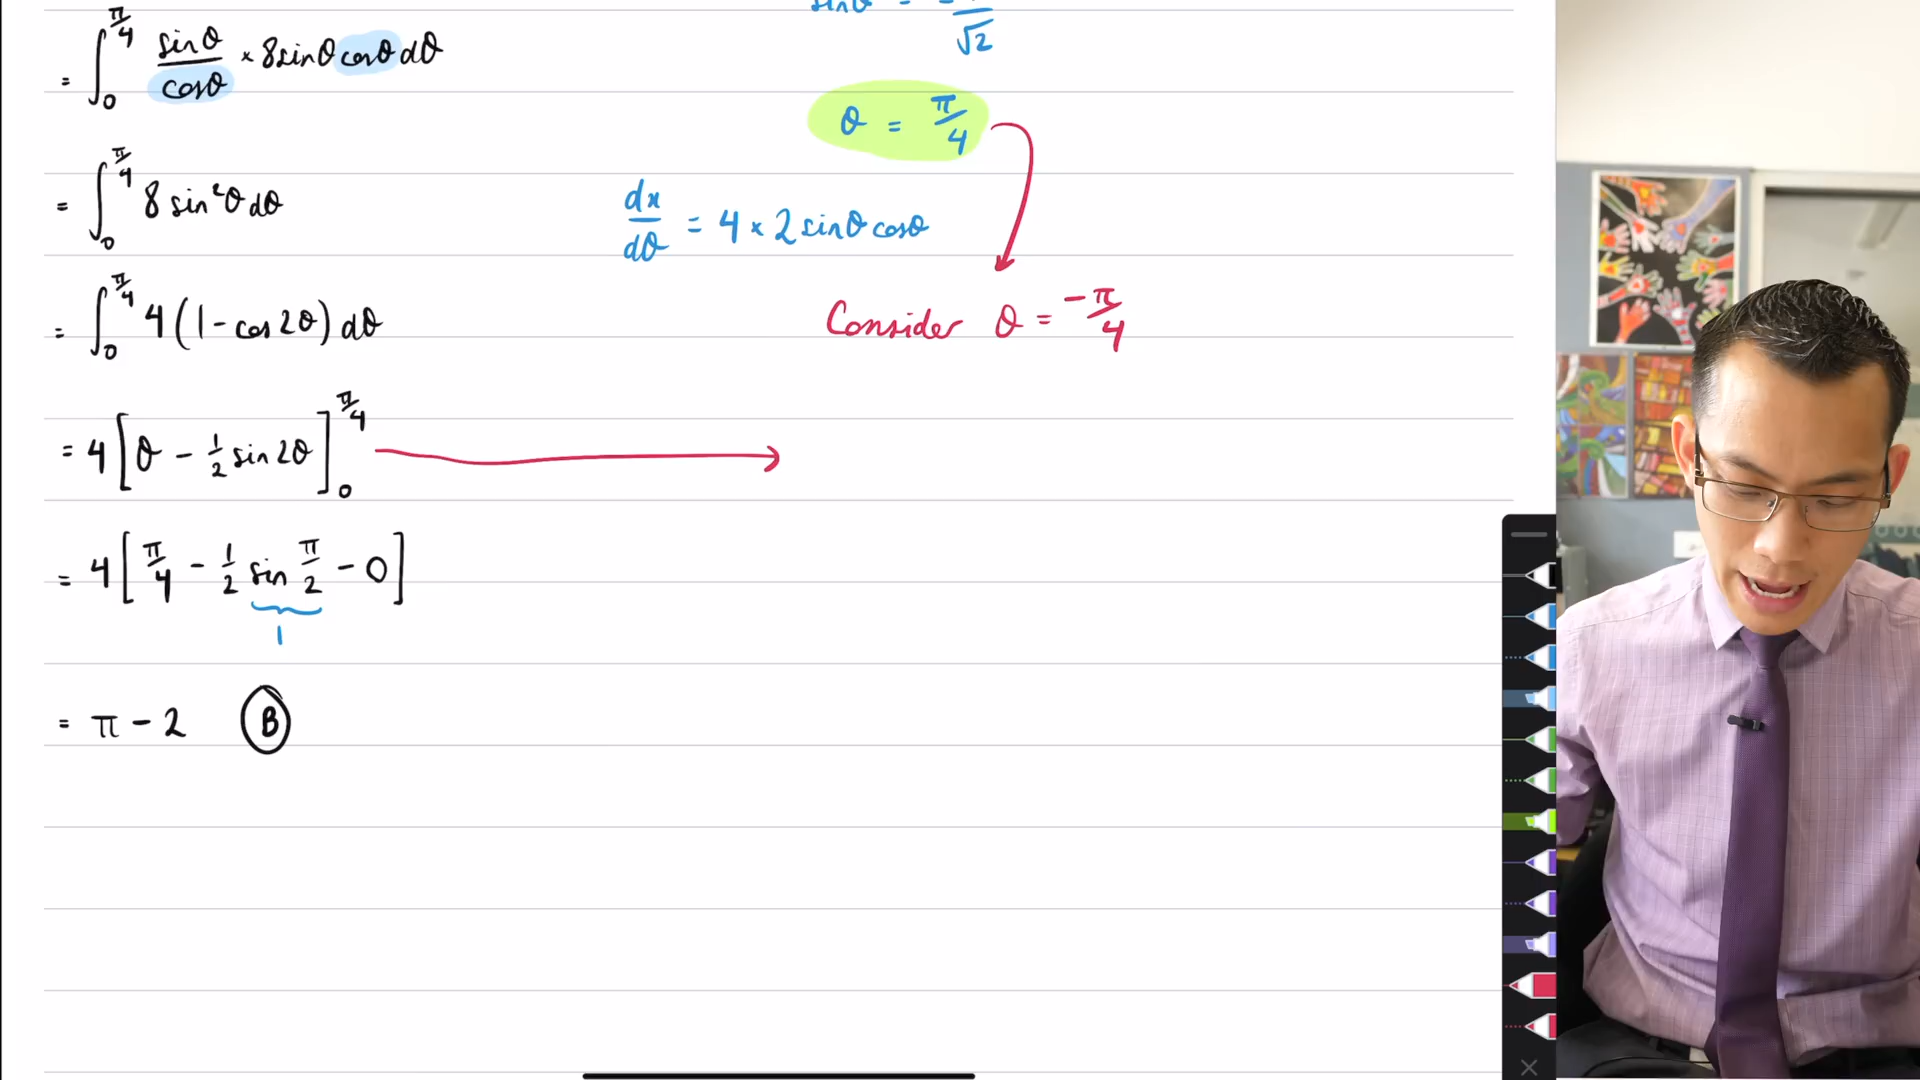 = ∫₀^(π/4) sinθ/cosθ × 8sinθ cosθ dθ
= ∫₀^(π/4) 8 sin²θ dθ
= ∫₀^(π/4) 4(1 - cos 2θ) dθ
= 4[θ - 1/2 sin 2θ]₀^(π/4)
= 4[π/4 - 1/2 sin π/2 - 0]
1
= π - 2 B
√2
θ = π/4
dx/dθ = 4 × 2 sinθ cosθ
Consider θ = -π/4